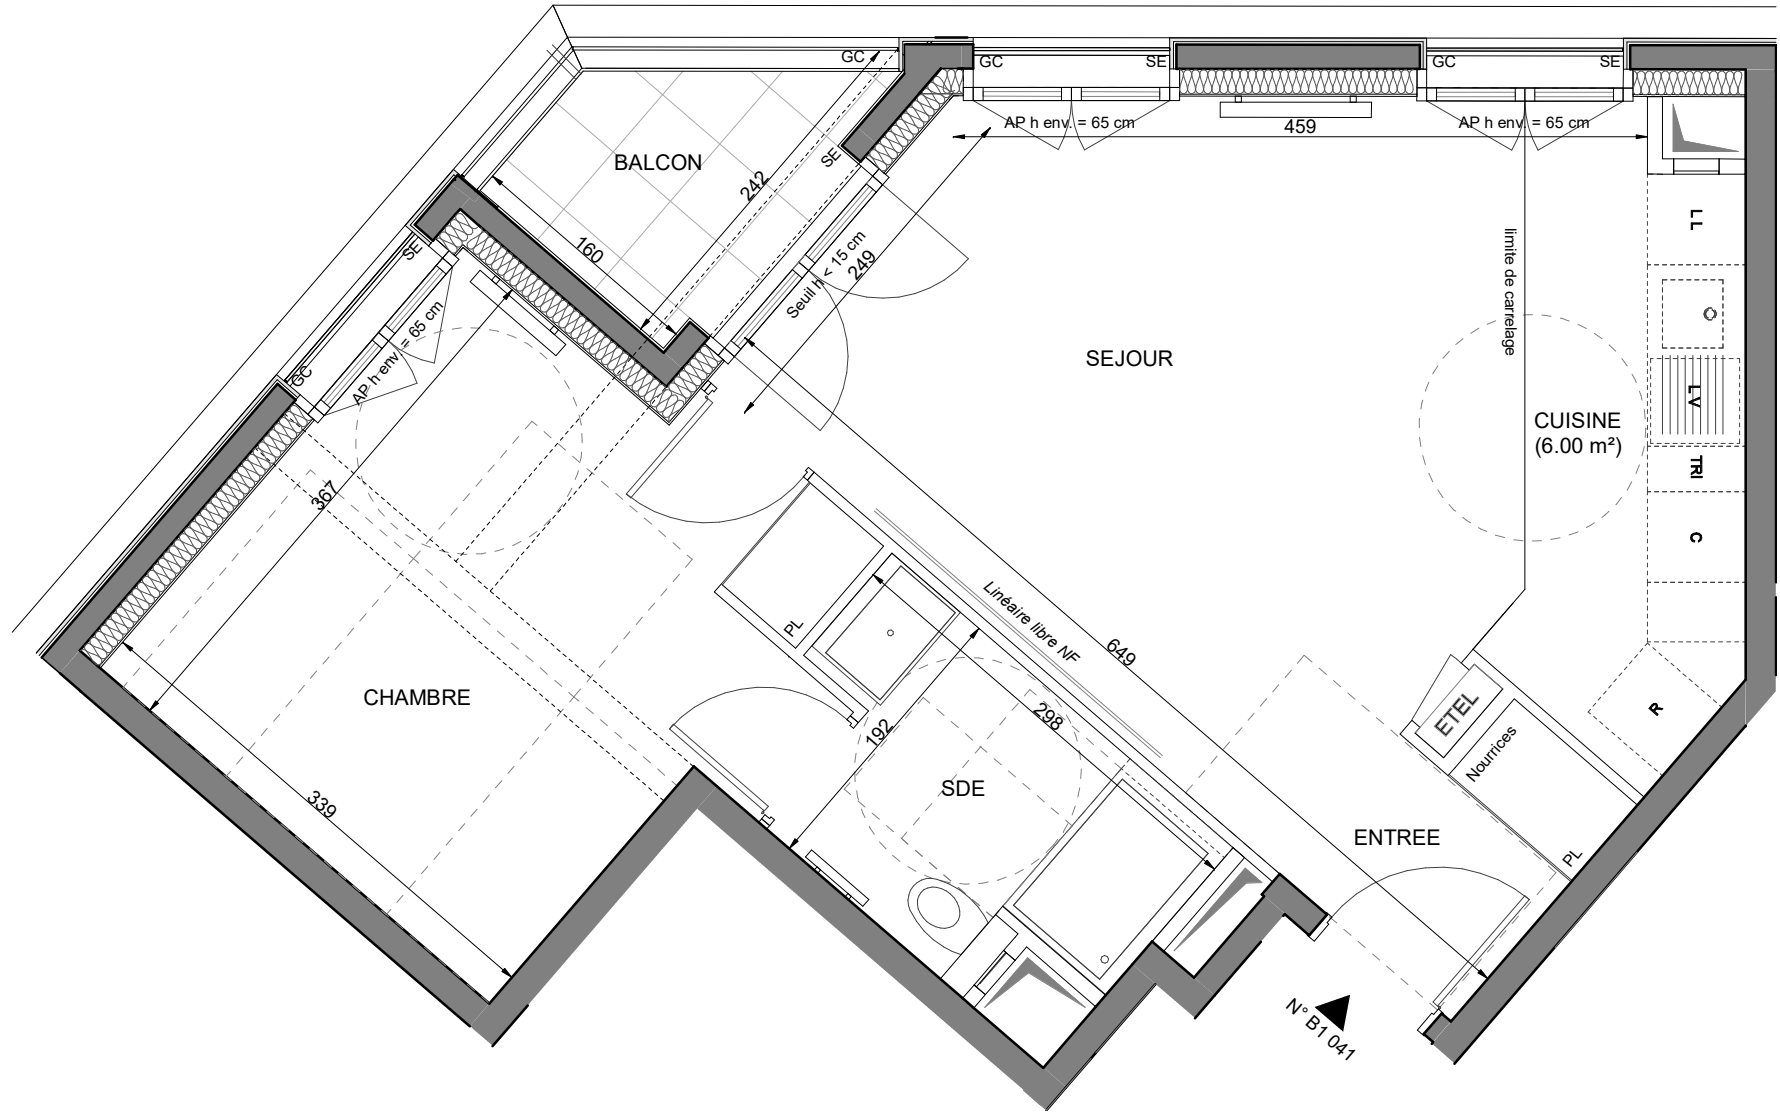 GC
GC
SE
GC
SE
AP h env. = 65 cm
459
AP h env. = 65 cm
BALCON
SE
242
160
Seuil h < 15 cm
249
SE
GC
AP h env. = 65 cm
LL
limite de carrelage
SEJOUR
LV
CUISINE
(6.00 m²)
TRI
C
367
Linéaire libre NF
649
PL
CHAMBRE
192
298
ETEL
R
Nourrices
SDE
339
ENTREE
PL
N° B1 041